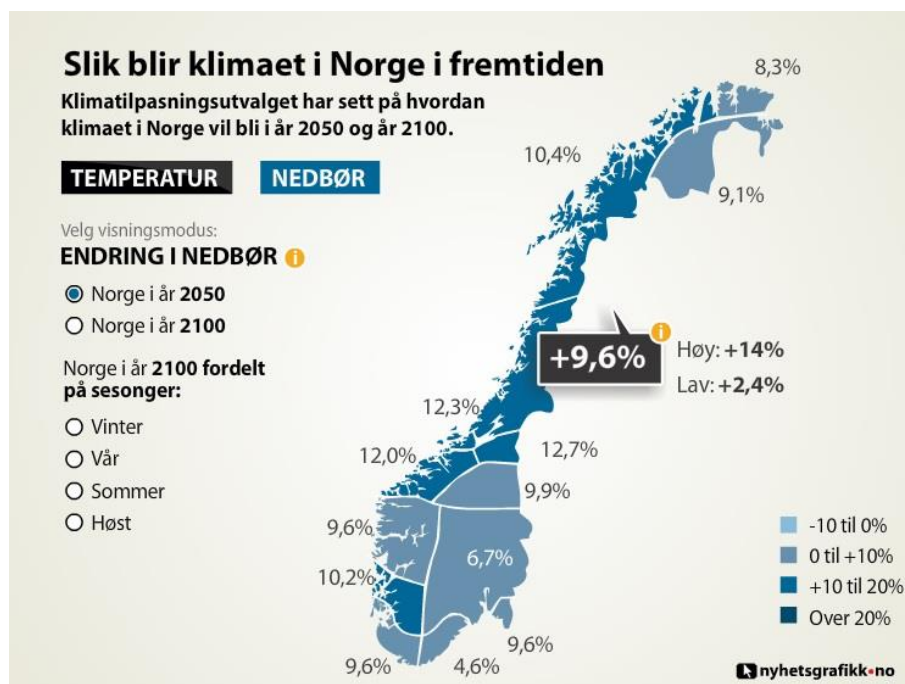 Slik blir klimaet i Norge i fremtiden
Klimatilpasningsutvalget har sett på hvordan
klimaet i Norge vil bli i år 2050 og år 2100.
TEMPERATUR
NEDBØR
Velg visningsmodus:
ENDRING I NEDBØR i
Norge i år 2050
Norge i år 2100
Norge i år 2100 fordelt
på sesonger:
Vinter
Vår
Sommer
Høst
8,3%
10,4%
9,1%
+9,6%
i
Høy: +14%
Lav: +2,4%
12,3%
12,0%
12,7%
9,9%
9,6%
6,7%
10,2%
9,6%
9,6%
4,6%
-10 til 0%
0 til +10%
+10 til 20%
Over 20%
nyhetsgrafikk•no